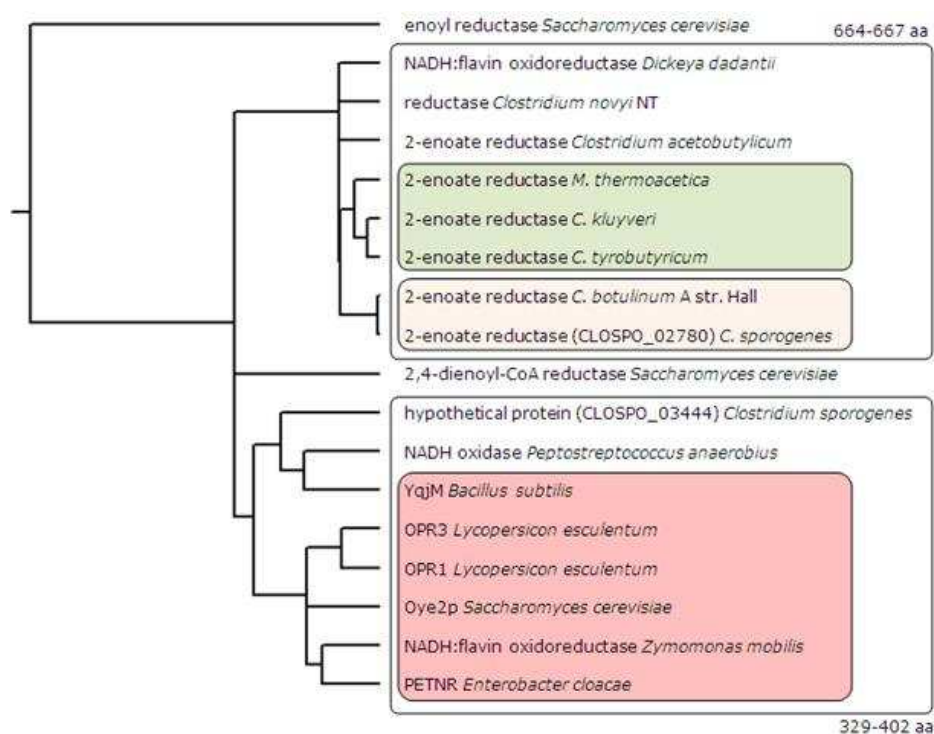 enoyl reductase Saccharomyces cerevisiae
664-667 aa
NADH:flavin oxidoreductase Dickeya dadantii
reductase Clostridium novyi NT
2-enoate reductase Clostridium acetobutylicum
2-enoate reductase M. thermoacetica
2-enoate reductase C. kluyveri
2-enoate reductase C. tyrobutyricum
2-enoate reductase C. botulinum A str. Hall
2-enoate reductase (CLOSPO_02780) C. sporogenes
2,4-dienoyl-CoA reductase Saccharomyces cerevisiae
hypothetical protein (CLOSPO_03444) Clostridium sporogenes
NADH oxidase Peptostreptococcus anaerobius
YqjM Bacillus subtilis
OPR3 Lycopersicon esculentum
OPR1 Lycopersicon esculentum
Oye2p Saccharomyces cerevisiae
NADH:flavin oxidoreductase Zymomonas mobilis
PETNR Enterobacter cloacae
329-402 aa